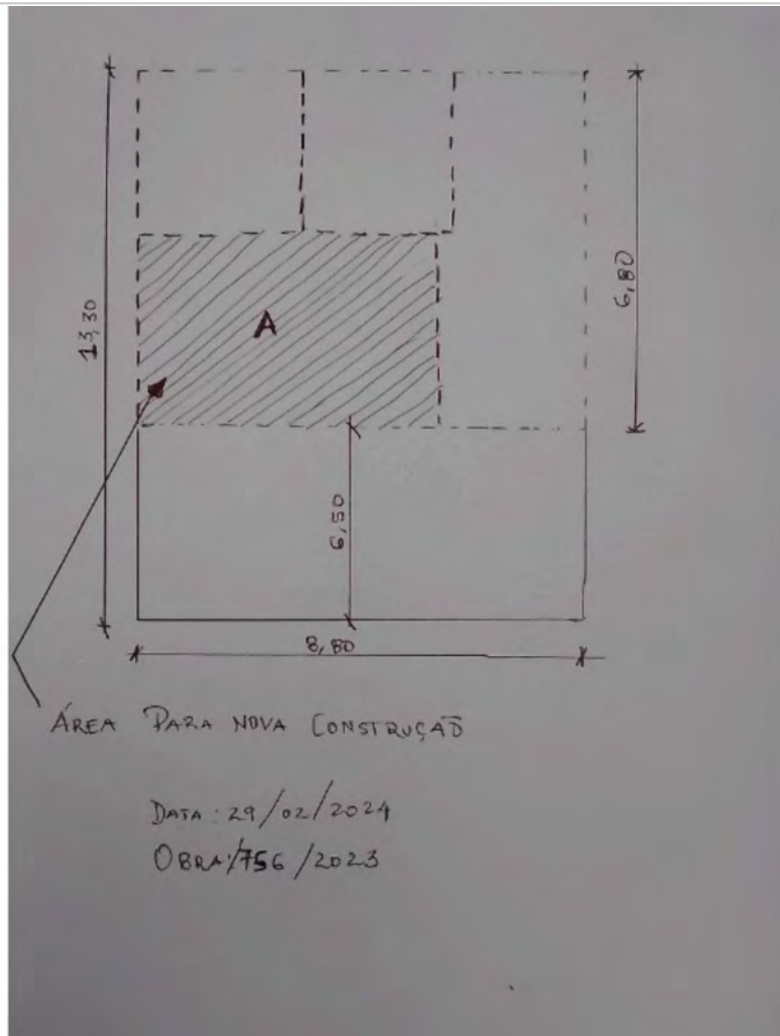 13,30
A
6,80
6,50
8,80
ÁREA PARA NOVA CONSTRUÇÃO
DATA: 29/02/2024
OBRA:/756/2023